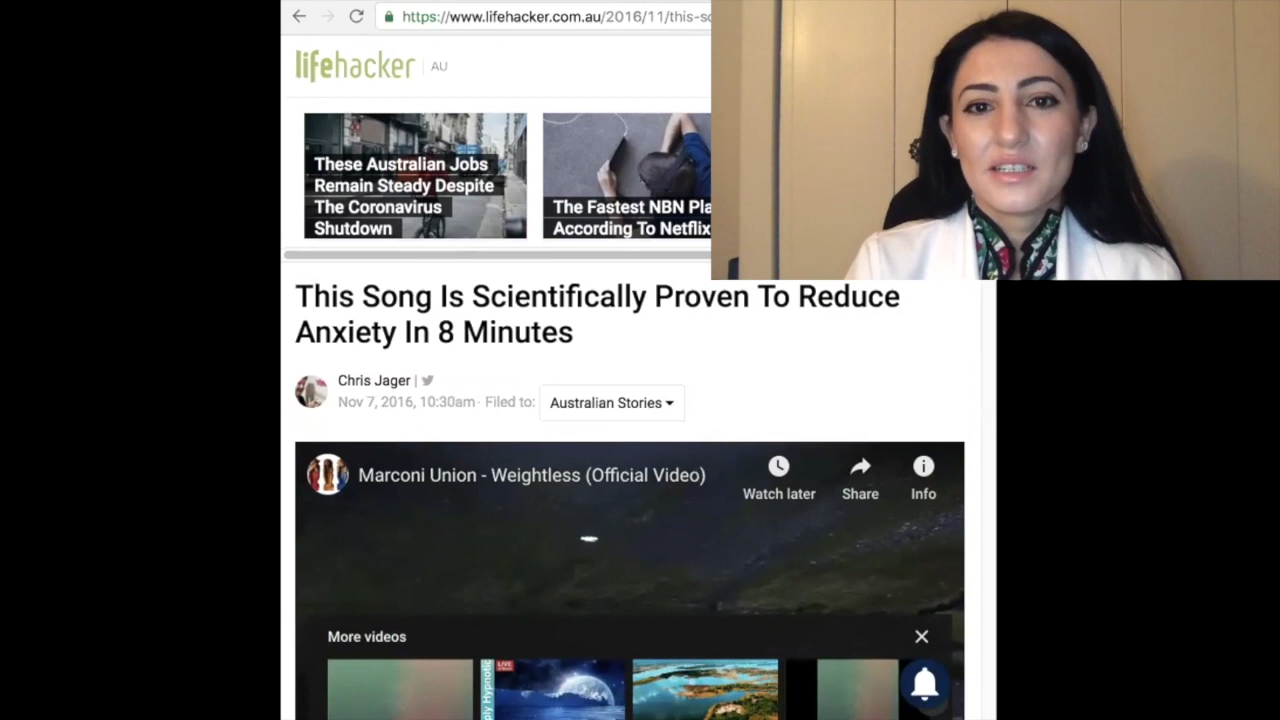 https://www.lifehacker.com.au/2016/11/this-so
lifehacker AU
These Australian Jobs
Remain Steady Despite
The Coronavirus
Shutdown
The Fastest NBN Pla
According To Netflix
This Song Is Scientifically Proven To Reduce
Anxiety In 8 Minutes
Chris Jager |
Nov 7, 2016, 10:30am · Filed to:
Australian Stories
Marconi Union - Weightless (Official Video)
Watch later
Share
Info
More videos
LIVE
ply Hypnotic